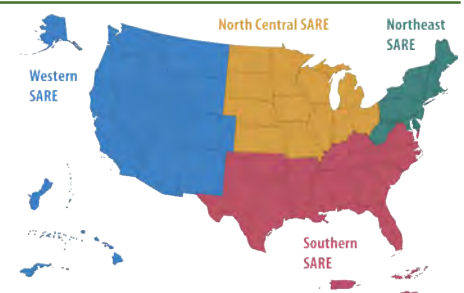 North Central SARE
Northeast
SARE
Western
SARE
Southern
SARE